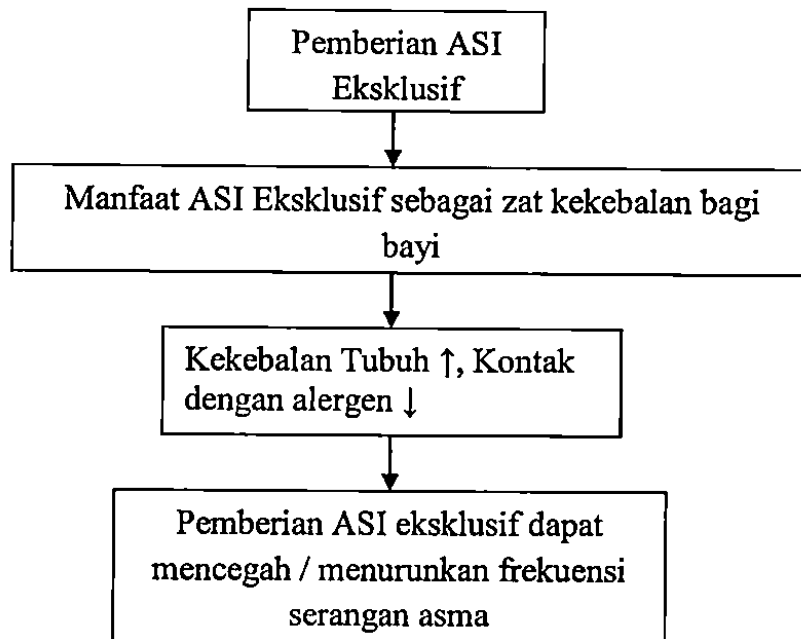 Pemberian ASI
Eksklusif
Manfaat ASI Eksklusif sebagai zat kekebalan bagi
bayi
Kekebalan Tubuh ↑, Kontak
dengan alergen ↓
Pemberian ASI eksklusif dapat
mencegah / menurunkan frekuensi
serangan asma